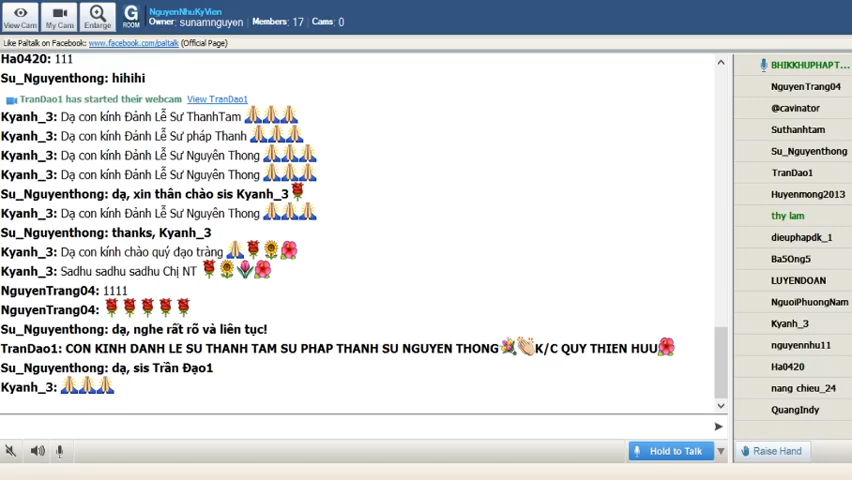 NguyenNhuKyVien
Owner: sunamnguyen Members: 17 Cams: 0
View Cam
My Cam
Enlarge
G
ROOM
Like Paltalk on Facebook: www.facebook.com/paltalk (Official Page)
Ha0420: 111
Su_Nguyenthong: hihihi
TranDao1 has started their webcam View TranDao1
Kyanh_3: Dạ con kính Đảnh Lễ Sư ThanhTam
Kyanh_3: Dạ con kính Đảnh Lễ Sư pháp Thanh
Kyanh_3: Dạ con kính Đảnh Lễ Sư Nguyên Thong
Kyanh_3: Dạ con kính Đảnh Lễ Sư Nguyên Thong
Su_Nguyenthong: dạ, xin thân chào sis Kyanh_3
Kyanh_3: Dạ con kính Đảnh Lễ Sư Nguyên Thong
Su_Nguyenthong: thanks, Kyanh_3
Kyanh_3: Dạ con kính chào quý đạo tràng
Kyanh_3: Sadhu sadhu sadhu Chị NT
NguyenTrang04: 1111
NguyenTrang04:
Su_Nguyenthong: dạ, nghe rất rõ và liên tục!
TranDao1: CON KINH DANH LE SU THANH TAM SU PHAP THANH SU NGUYEN THONG K/C QUY THIEN HUU
Su_Nguyenthong: dạ, sis Trần Đạo1
Kyanh_3:
Hold to Talk
BHIKKHUPHAPT...
NguyenTrang04
@cavinator
Suthanhtam
Su_Nguyenthong
TranDao1
Huyenmong2013
thy lam
dieuphapdk_1
Ba5Ong5
LUYENDOAN
NguoiPhuongNam
Kyanh_3
nguyennhu11
Ha0420
nang chieu_24
QuangIndy
Raise Hand